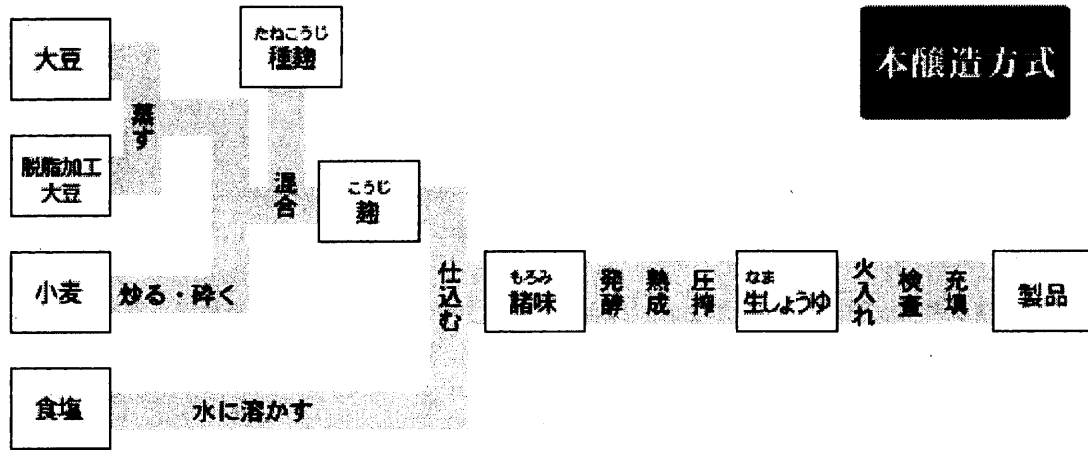 本醸造方式
大豆
脱脂加工
大豆
蒸す
小麦
炒る・砕く
たねこうじ
種麹
混合
こうじ
麹
食塩
水に溶かす
仕込む
もろみ
諸味
発酵
熟成
圧搾
なま
生しょうゆ
火入れ
検査
充填
製品